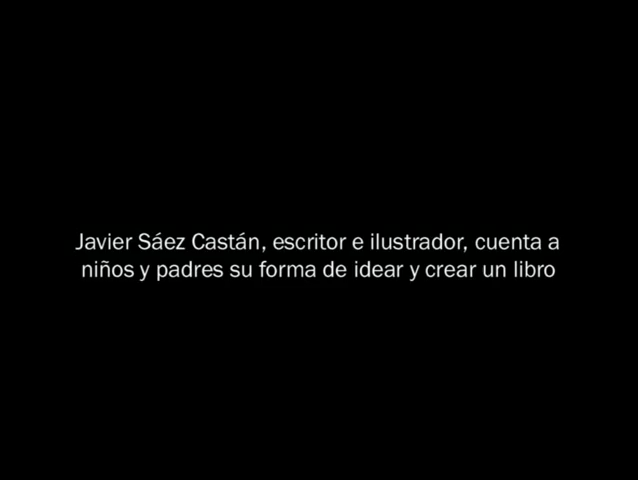 Javier Sáez Castán, escritor e ilustrador, cuenta a
niños y padres su forma de idear y crear un libro